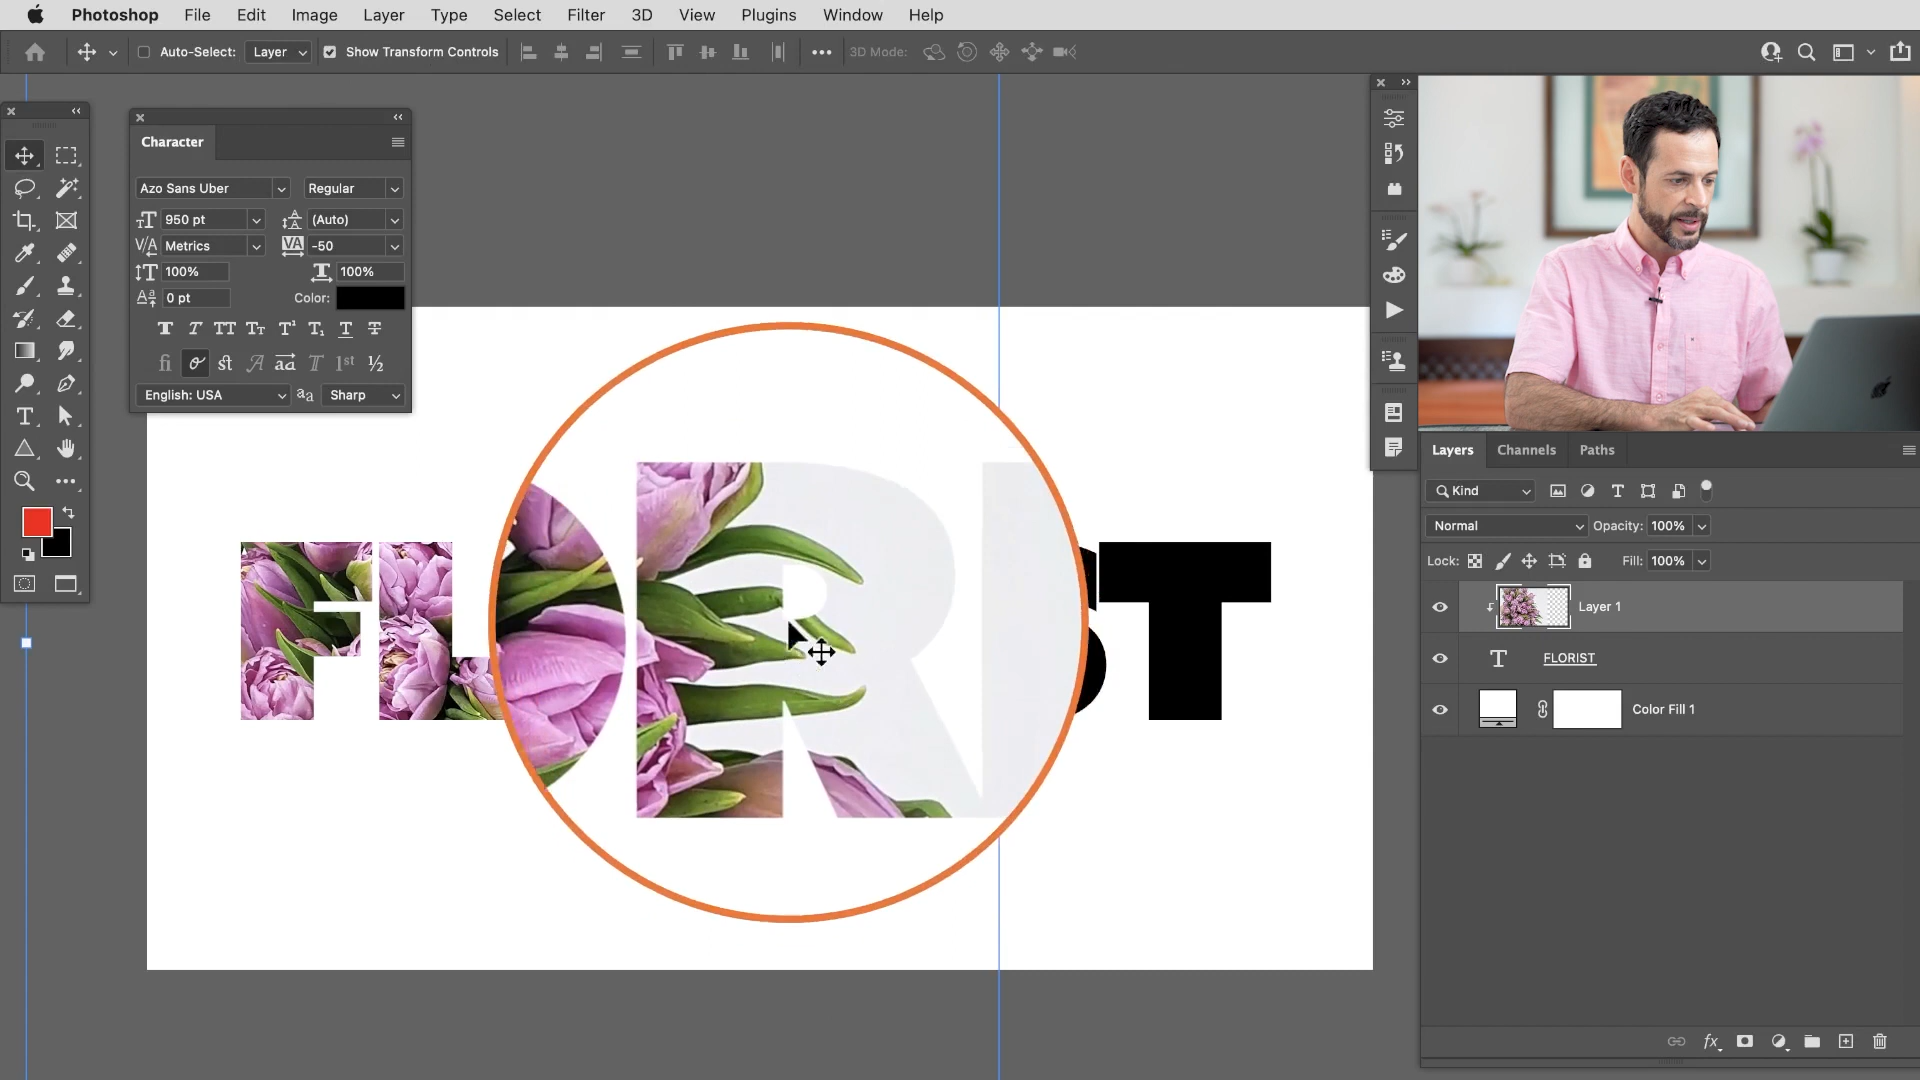 Photoshop File Edit Image Layer Type Select Filter 3D View Plugins Window Help
Auto-Select: Layer Show Transform Controls 3D Mode:
Character
Azo Sans Uber Regular
950 pt (Auto)
Metrics -50
100% 100%
0 pt Color:
English: USA Sharp
FLORIST
Layers Channels Paths
Kind
Normal Opacity: 100%
Lock: Fill: 100%
Layer 1
FLORIST
Color Fill 1